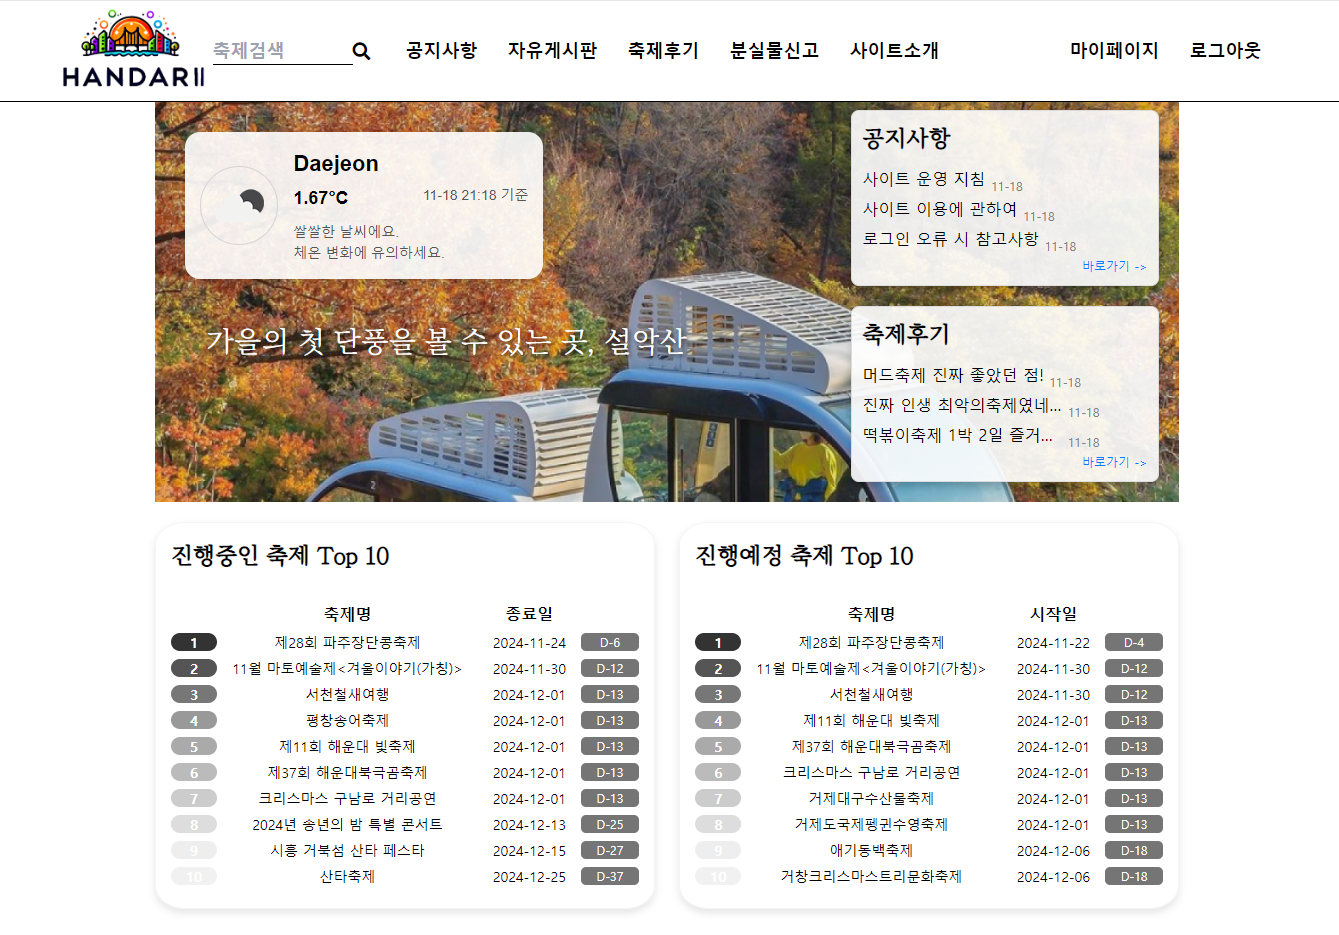 HANDARII
축제검색
공지사항 자유게시판 축제후기 분실물신고 사이트소개 마이페이지 로그아웃
Daejeon
1.67°C 11-18 21:18 기준
쌀쌀한 날씨에요.
체온 변화에 유의하세요.
가을의 첫 단풍을 볼 수 있는 곳, 설악산
공지사항
사이트 운영 지침 11-18
사이트 이용에 관하여 11-18
로그인 오류 시 참고사항 11-18
바로가기 ->
축제후기
머드축제 진짜 좋았던 점! 11-18
진짜 인생 최악의축제였네... 11-18
떡볶이축제 1박 2일 즐거... 11-18
바로가기 ->
진행중인 축제 Top 10
축제명 종료일
1 제28회 파주장단콩축제 2024-11-24 D-6
2 11월 마토예술제<겨울이야기(가칭)> 2024-11-30 D-12
3 서천철새여행 2024-12-01 D-13
4 평창송어축제 2024-12-01 D-13
5 제11회 해운대 빛축제 2024-12-01 D-13
6 제37회 해운대북극곰축제 2024-12-01 D-13
7 크리스마스 구남로 거리공연 2024-12-01 D-13
8 2024년 송년의 밤 특별 콘서트 2024-12-13 D-25
9 시흥 거북섬 산타 페스타 2024-12-15 D-27
10 산타축제 2024-12-25 D-37
진행예정 축제 Top 10
축제명 시작일
1 제28회 파주장단콩축제 2024-11-22 D-4
2 11월 마토예술제<겨울이야기(가칭)> 2024-11-30 D-12
3 서천철새여행 2024-11-30 D-12
4 제11회 해운대 빛축제 2024-12-01 D-13
5 제37회 해운대북극곰축제 2024-12-01 D-13
6 크리스마스 구남로 거리공연 2024-12-01 D-13
7 거제대구수산물축제 2024-12-01 D-13
8 거제도국제펭귄수영축제 2024-12-01 D-13
9 애기동백축제 2024-12-06 D-18
10 거창크리스마스트리문화축제 2024-12-06 D-18